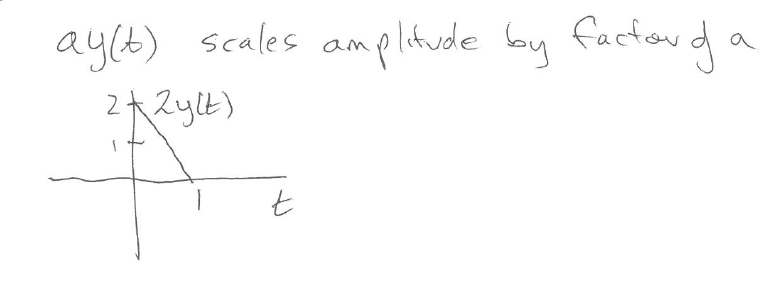 ay(t) scales amplitude by factor of a
2 2y(t)
1
1 t